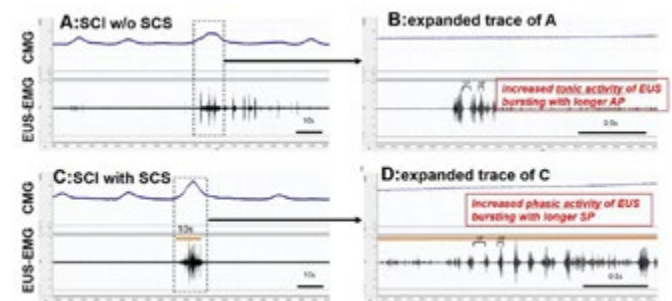 A:SCI w/o SCS
B:expanded trace of A
CMG
EUS-EMG
Increased tonic activity of EUS
bursting with longer AP
10s
0.5s
C:SCI with SCS
D:expanded trace of C
CMG
EUS-EMG
Increased phasic activity of EUS
bursting with longer SP
10s
0.5s